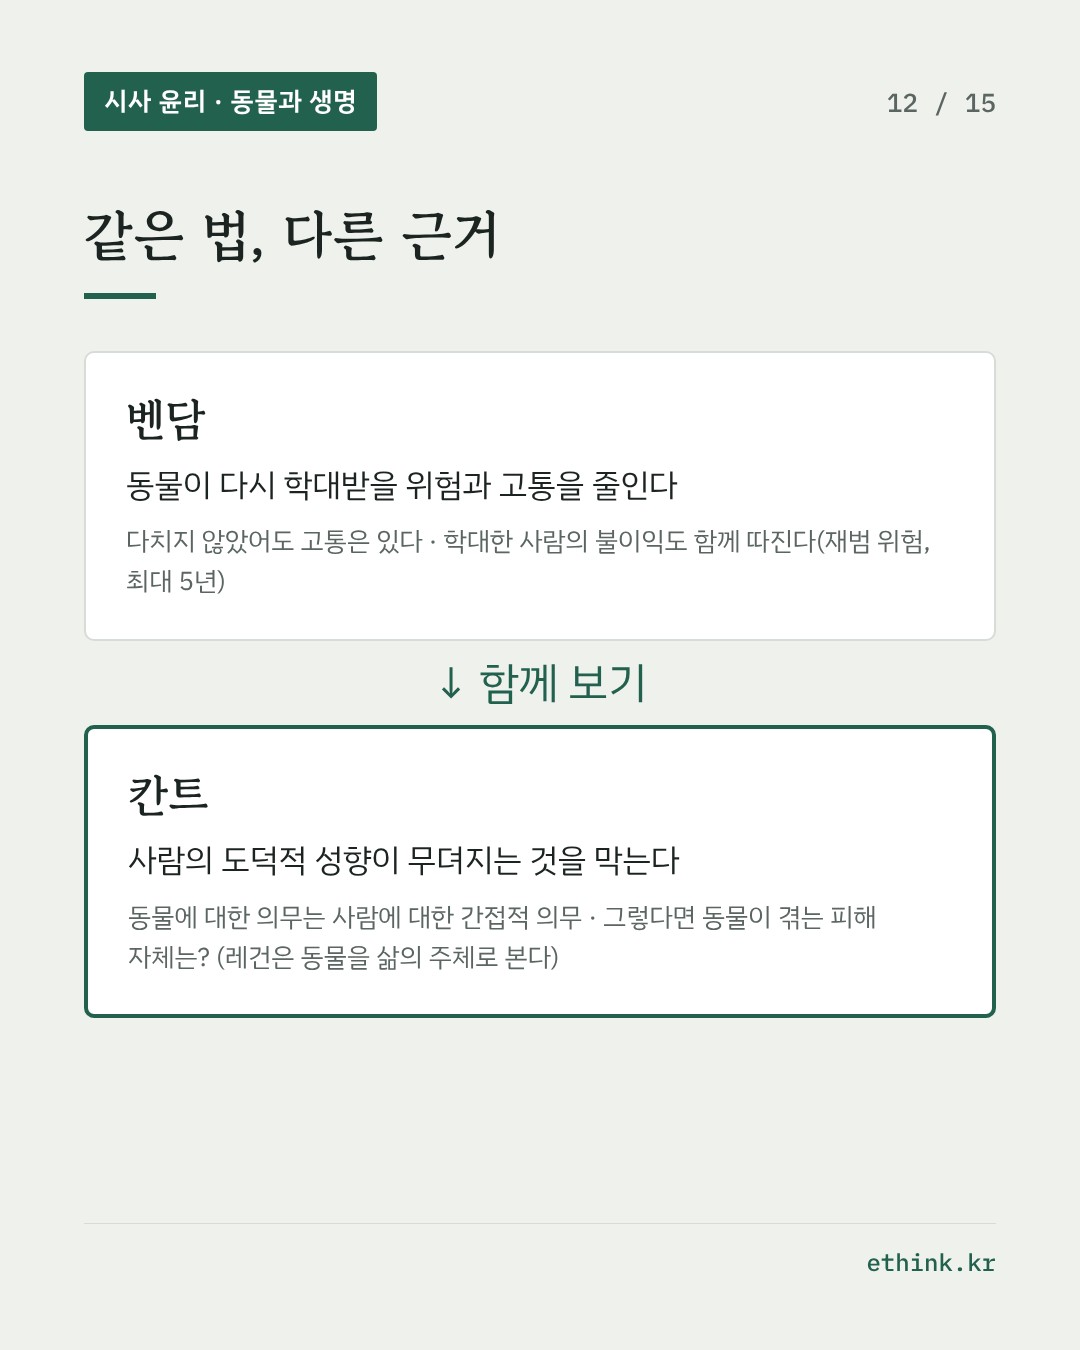 시사 윤리 · 동물과 생명
12 / 15
같은 법, 다른 근거
벤담
동물이 다시 학대받을 위험과 고통을 줄인다
다치지 않았어도 고통은 있다 · 학대한 사람의 불이익도 함께 따진다(재범 위험,
최대 5년)
↓ 함께 보기
칸트
사람의 도덕적 성향이 무뎌지는 것을 막는다
동물에 대한 의무는 사람에 대한 간접적 의무 · 그렇다면 동물이 겪는 피해
자체는? (레건은 동물을 삶의 주체로 본다)
ethink.kr